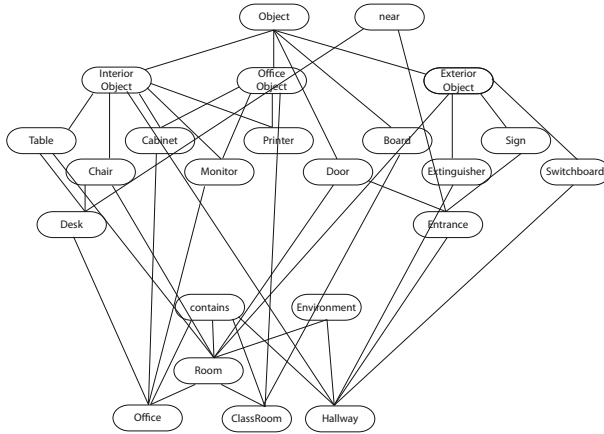 Object
near
Interior
Object
Office
Object
Exterior
Object
Table
Cabinet
Printer
Board
Sign
Chair
Monitor
Door
Extinguisher
Switchboard
Desk
Entrance
contains
Environment
Room
Office
ClassRoom
Hallway